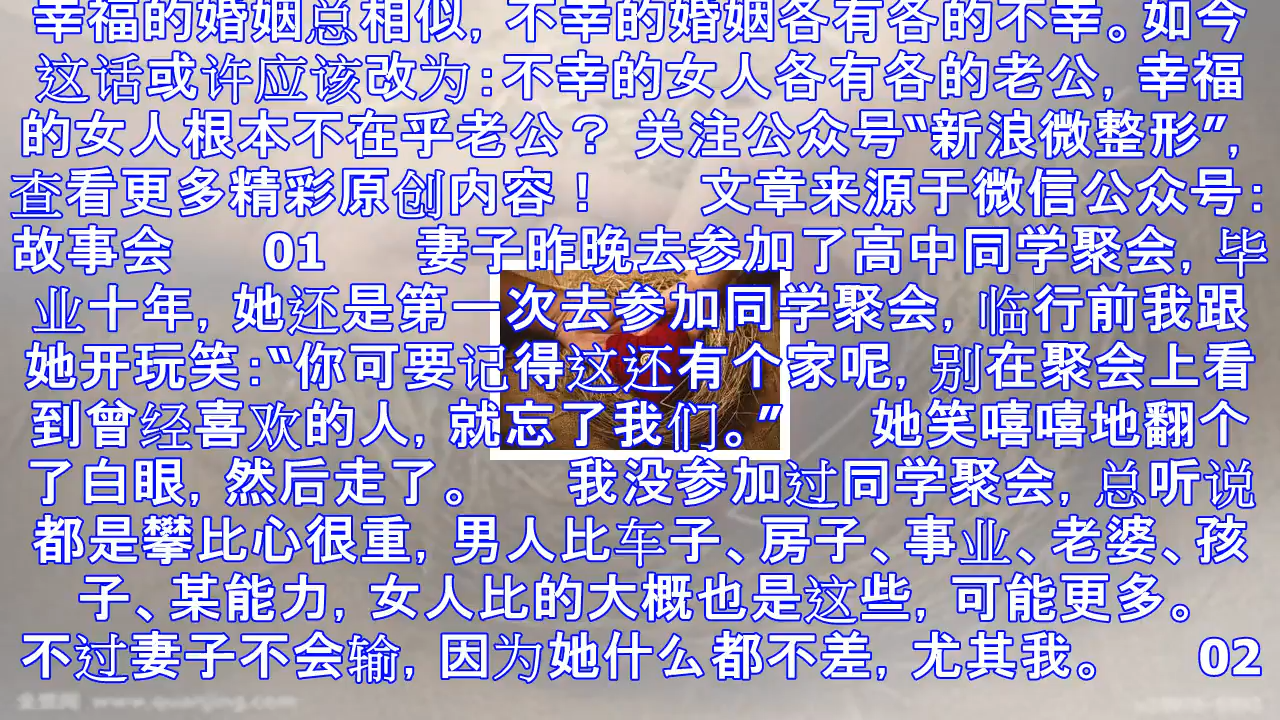 幸福的婚姻总相似, 不幸的婚姻各有各的不幸。如今
这话或许应该改为:不幸的女人各有各的老公, 幸福
的女人根本不在乎老公？ 关注公众号“新浪微整形”,
查看更多精彩原创内容！ 文章来源于微信公众号:
故事会 01 妻子昨晚去参加了高中同学聚会, 毕
业十年, 她还是第一次去参加同学聚会, 临行前我跟
她开玩笑:“你可要记得这还有个家呢, 别在聚会上看
到曾经喜欢的人, 就忘了我们。” 她笑嘻嘻地翻个
了白眼, 然后走了。 我没参加过同学聚会, 总听说
都是攀比心很重, 男人比车子、房子、事业、老婆、孩
子、某能力, 女人比的大概也是这些, 可能更多。
不过妻子不会输, 因为她什么都不差, 尤其我。 02
全景网 www.quanjing.com